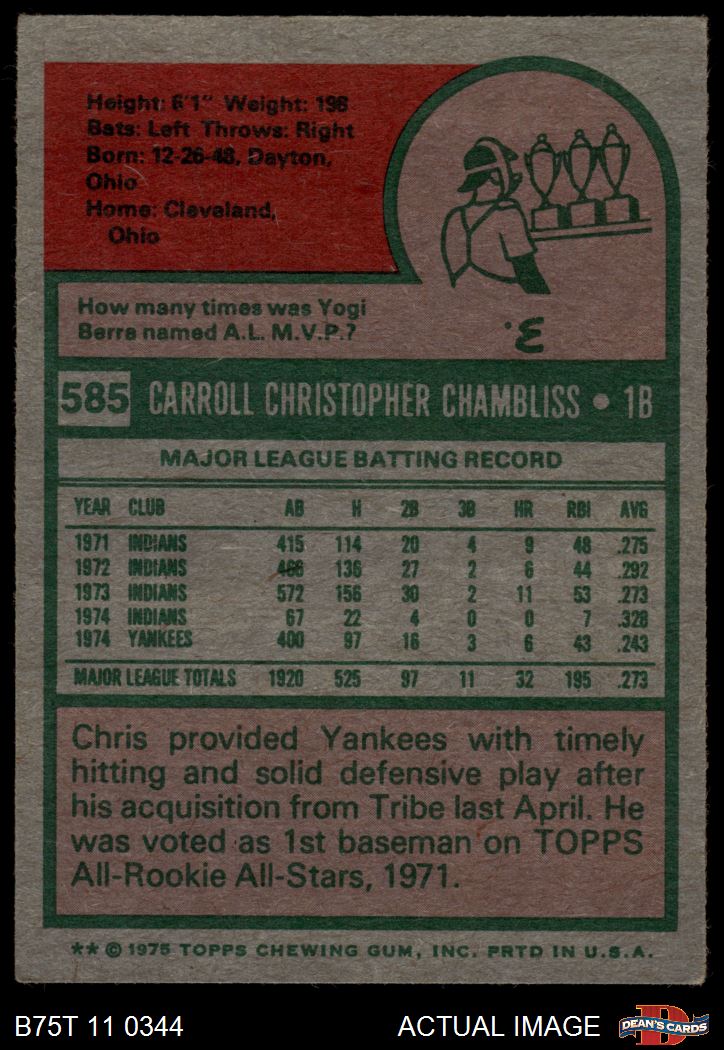 Height: 6'1" Weight: 198
Bats: Left Throws: Right
Born: 12-26-48, Dayton,
Ohio
Home: Cleveland,
Ohio
How many times was Yogi
Berra named A.L. M.V.P.?
3.
585 CARROLL CHRISTOPHER CHAMBLISS • 1B
MAJOR LEAGUE BATTING RECORD
YEAR CLUB AB H 2B 3B HR RBI AVG
1971 INDIANS 415 114 20 4 9 48 .275
1972 INDIANS 466 136 27 2 6 44 .292
1973 INDIANS 572 156 30 2 11 53 .273
1974 INDIANS 67 22 4 0 0 7 .328
1974 YANKEES 400 97 16 3 6 43 .243
MAJOR LEAGUE TOTALS 1920 525 97 11 32 195 .273
Chris provided Yankees with timely
hitting and solid defensive play after
his acquisition from Tribe last April. He
was voted as 1st baseman on TOPPS
All-Rookie All-Stars, 1971.
** © 1975 TOPPS CHEWING GUM, INC. PRTD IN U.S.A.
B75T 11 0344 ACTUAL IMAGE DEAN'S CARDS